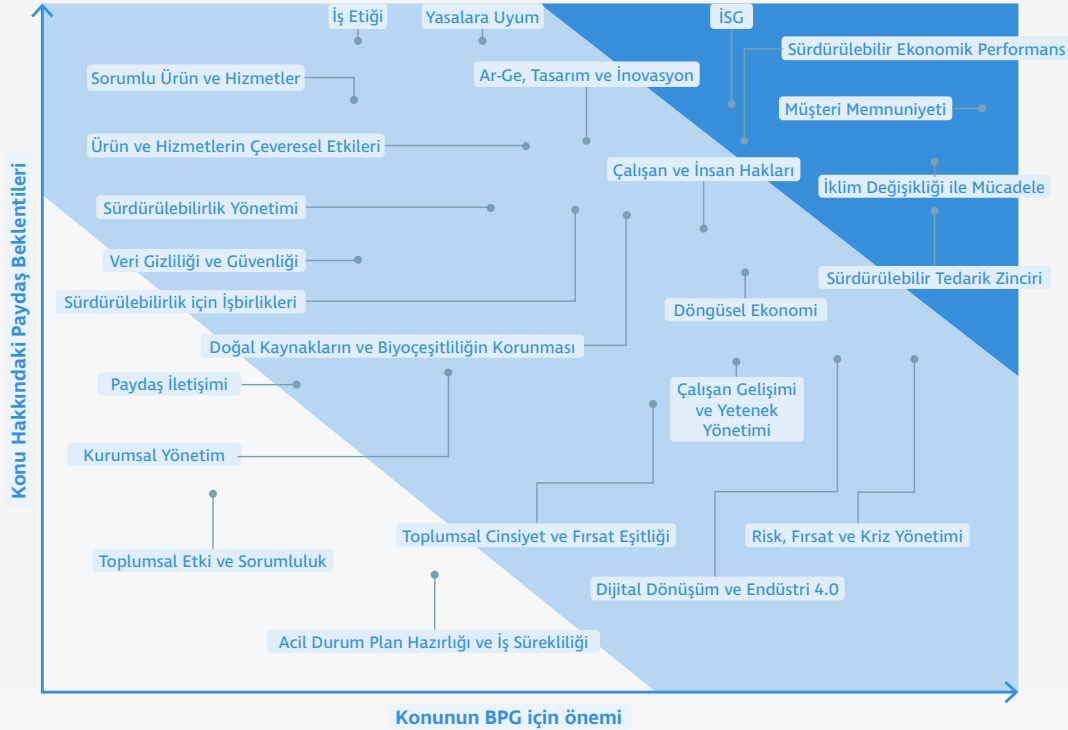 İş Etiği
Yasalara Uyum
İSG
Sürdürülebilir Ekonomik Performans
Sorumlu Ürün ve Hizmetler
Ar-Ge, Tasarım ve İnovasyon
Müşteri Memnuniyeti
Ürün ve Hizmetlerin Çeveresel Etkileri
Çalışan ve İnsan Hakları
İklim Değişikliği ile Mücadele
Sürdürülebilirlik Yönetimi
Veri Gizliliği ve Güvenliği
Sürdürülebilir Tedarik Zinciri
Sürdürülebilirlik için İşbirlikleri
Döngüsel Ekonomi
Doğal Kaynakların ve Biyoçeşitliliğin Korunması
Paydaş İletişimi
Çalışan Gelişimi
ve Yetenek
Yönetimi
Kurumsal Yönetim
Toplumsal Cinsiyet ve Fırsat Eşitliği
Risk, Fırsat ve Kriz Yönetimi
Toplumsal Etki ve Sorumluluk
Dijital Dönüşüm ve Endüstri 4.0
Acil Durum Plan Hazırlığı ve İş Sürekliliği
Konu Hakkındaki Paydaş Beklentileri
Konunun BPG için önemi